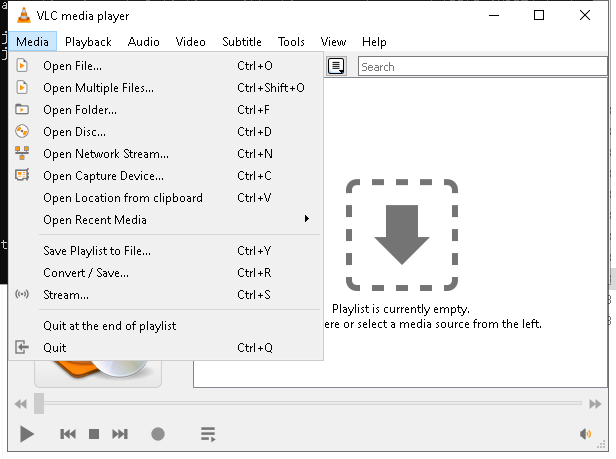 VLC media player
Media Playback Audio Video Subtitle Tools View Help
Open File... Ctrl+O
Open Multiple Files... Ctrl+Shift+O
Open Folder... Ctrl+F
Open Disc... Ctrl+D
Open Network Stream... Ctrl+N
Open Capture Device... Ctrl+C
Open Location from clipboard Ctrl+V
Open Recent Media
Save Playlist to File... Ctrl+Y
Convert / Save... Ctrl+R
Stream... Ctrl+S
Quit at the end of playlist
Quit Ctrl+Q
Search
Playlist is currently empty.
ere or select a media source from the left.